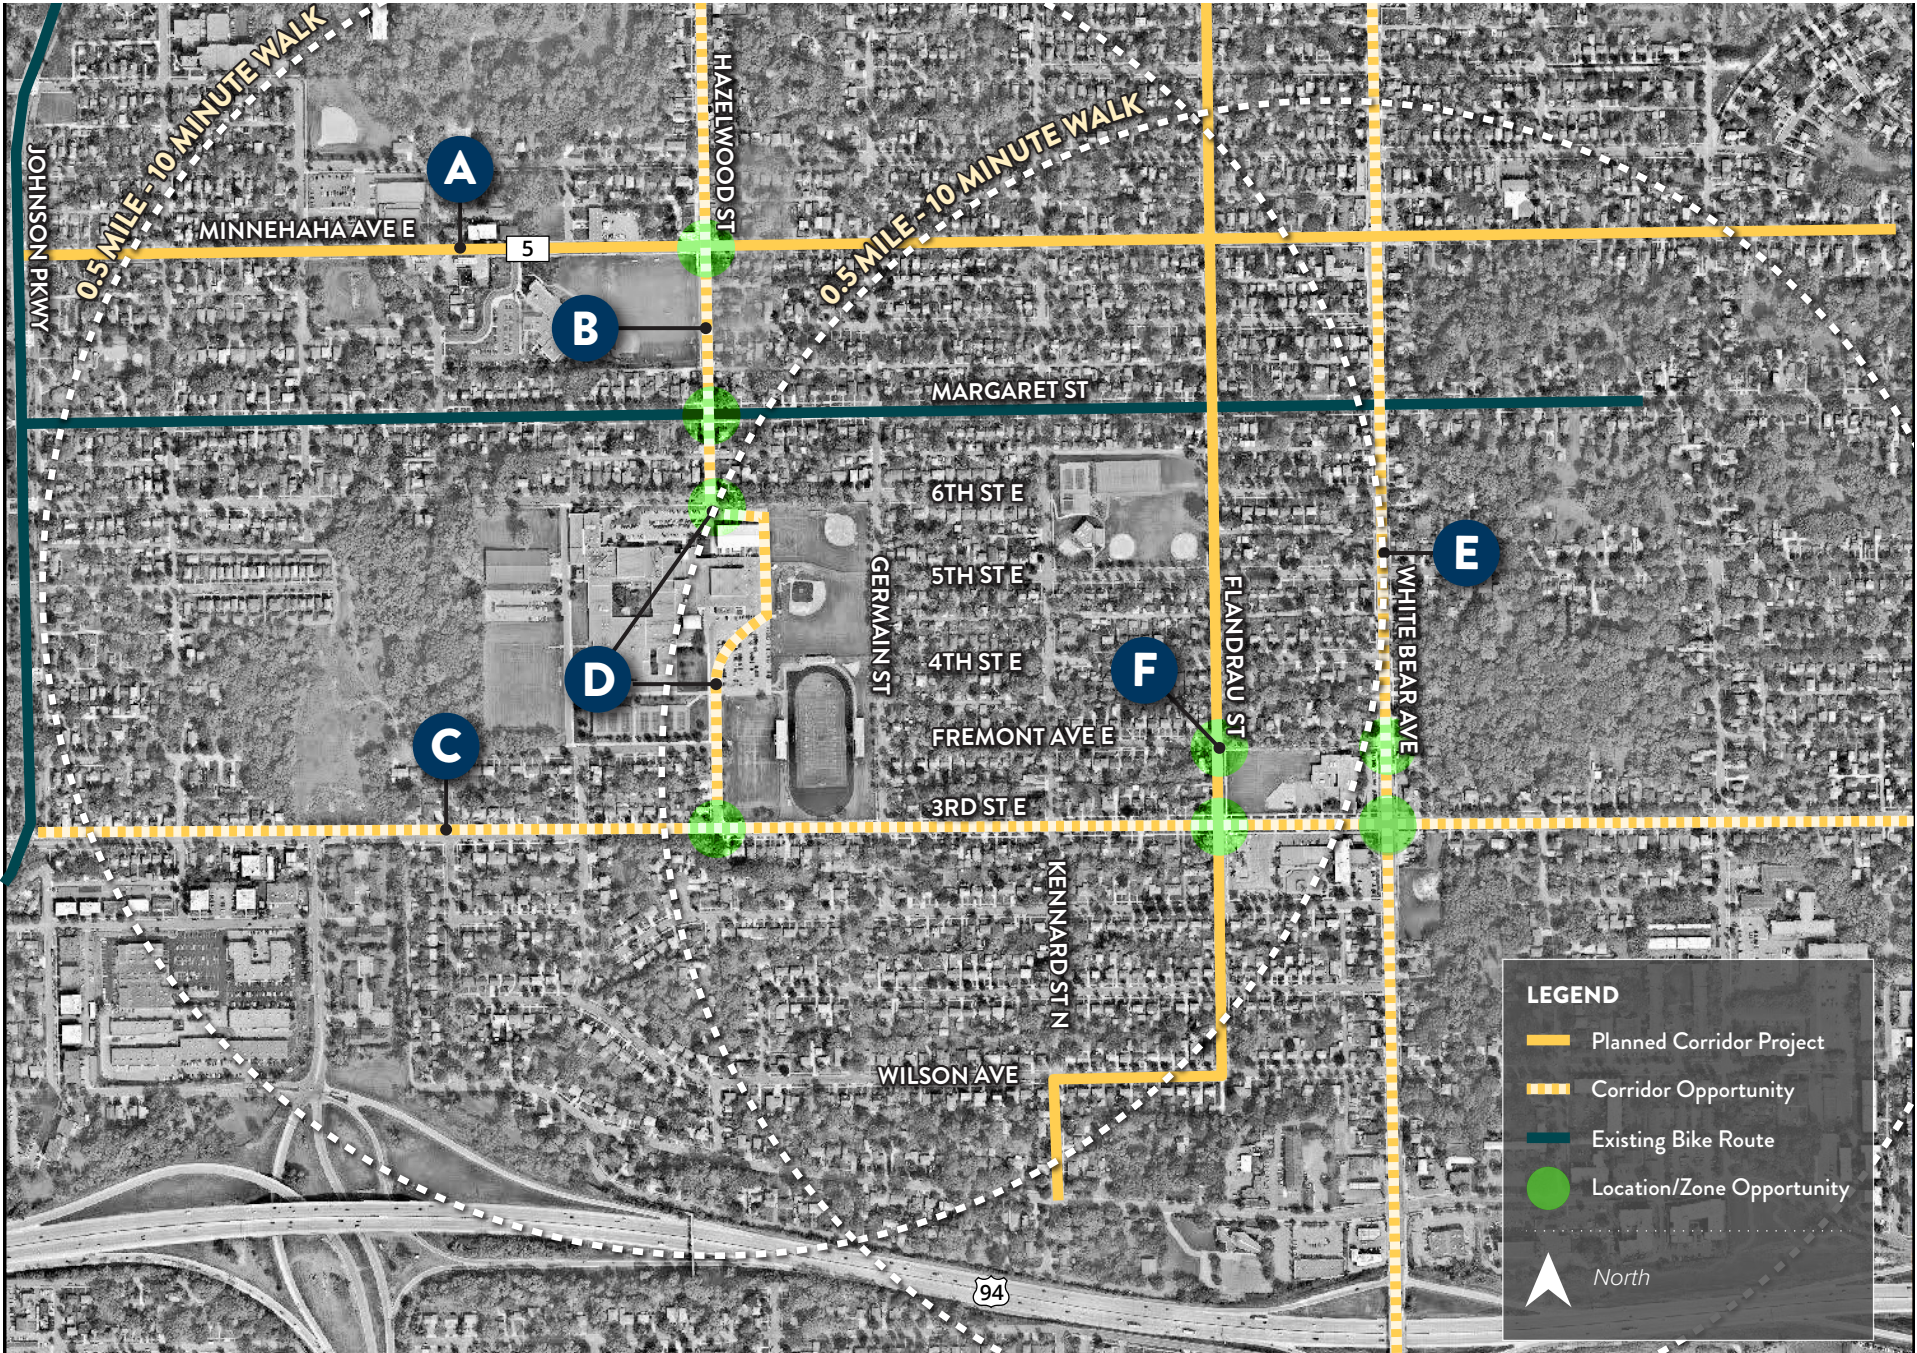 0.5 MILE - 10 MINUTE WALK
HAZELWOOD ST
0.5 MILE - 10 MINUTE WALK
JOHNSON PKWY
A
MINNEHAHA AVE E
5
B
MARGARET ST
6TH ST E
GERMAIN ST
5TH ST E
E
FLANDRAU ST
WHITE BEAR AVE
4TH ST E
F
D
C
FREMONT AVE E
3RD ST E
KENNARD ST N
WILSON AVE
94
LEGEND
Planned Corridor Project
Corridor Opportunity
Existing Bike Route
Location/Zone Opportunity
North